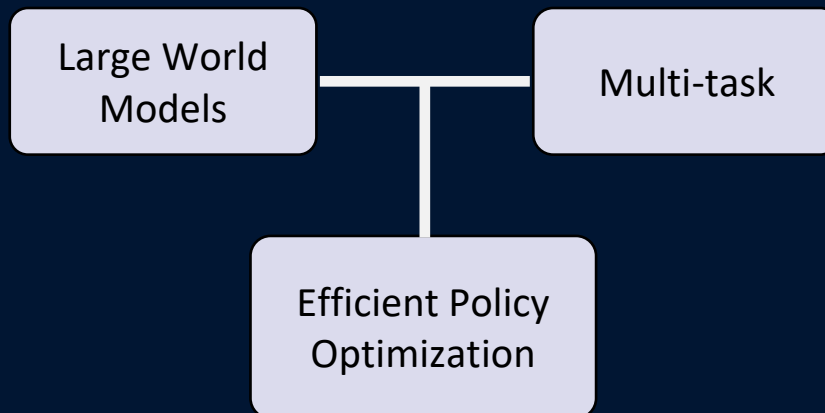 Large World
Models
Multi-task
Efficient Policy
Optimization